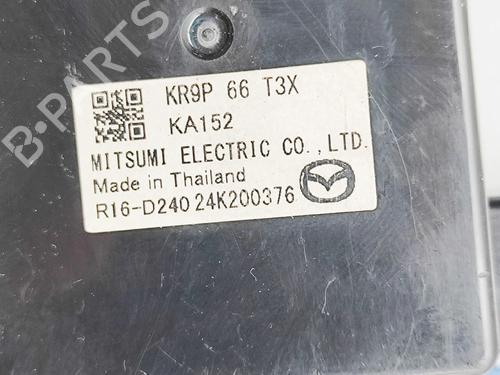 B-PARTS
KR9P 66 T3X
KA152
MITSUMI ELECTRIC CO.,LTD.
Made in Thailand
R16-D240 24K200376